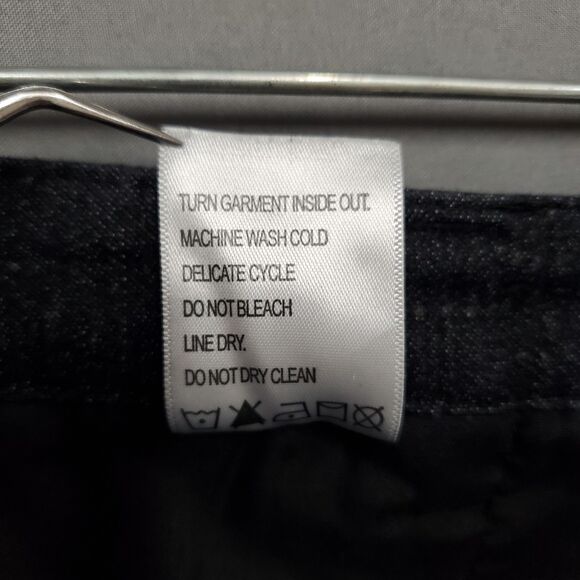 TURN GARMENT INSIDE OUT.
MACHINE WASH COLD
DELICATE CYCLE
DO NOT BLEACH
LINE DRY.
DO NOT DRY CLEAN